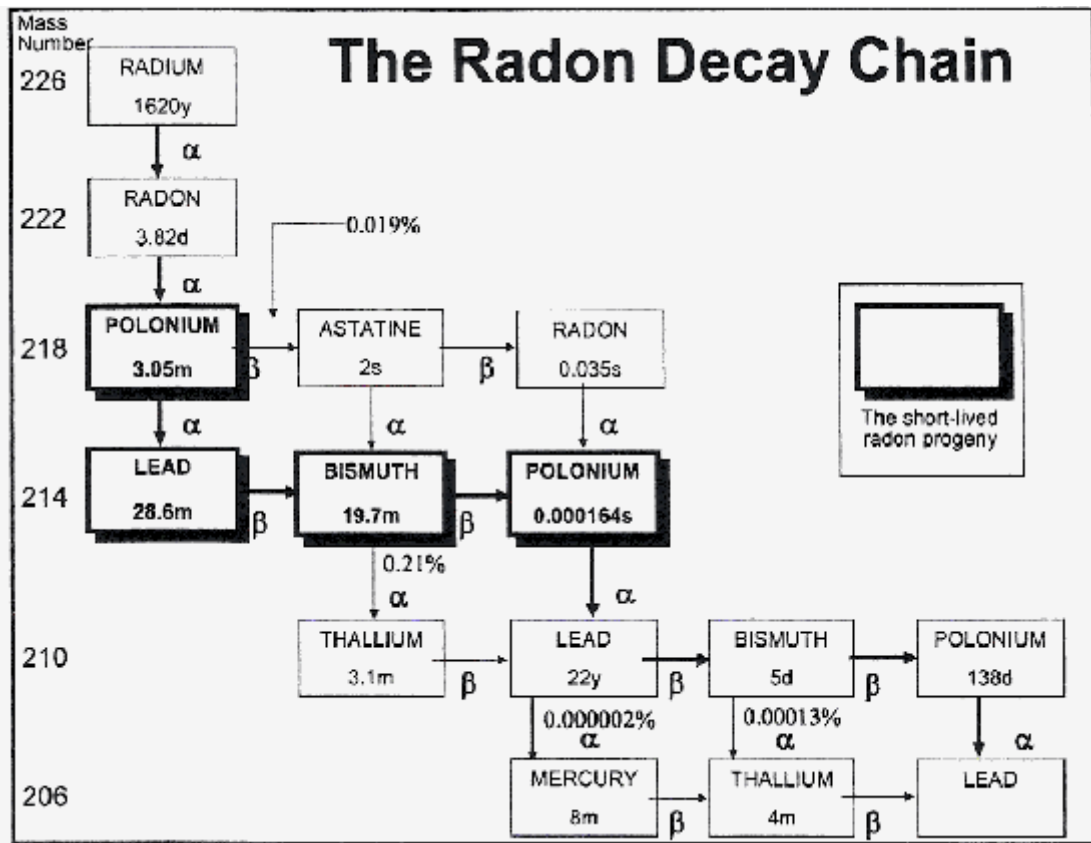 Mass
Number
The Radon Decay Chain
226
RADIUM
1620y
α
222
RADON
3.82d
0.019%
α
218
POLONIUM
3.05m
β
ASTATINE
2s
β
RADON
0.035s
α
α
α
The short-lived
radon progeny
214
LEAD
28.6m
β
BISMUTH
19.7m
β
POLONIUM
0.000164s
0.21%
α
α
210
THALLIUM
3.1m
β
LEAD
22y
β
BISMUTH
5d
β
POLONIUM
138d
0.000002%
α
0.00013%
α
α
206
MERCURY
8m
β
THALLIUM
4m
β
LEAD